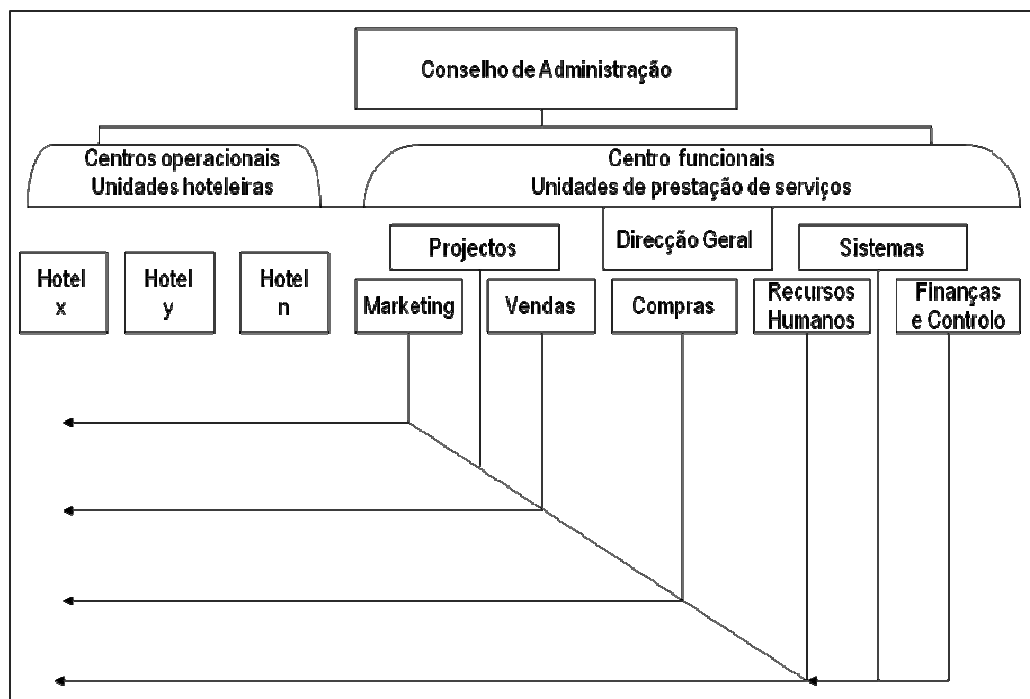 Conselho de Administração
Centros operacionais
Unidades hoteleiras
Centro funcionais
Unidades de prestação de serviços
Projectos
Direcção Geral
Sistemas
Hotel
x
Hotel
y
Hotel
n
Marketing
Vendas
Compras
Recursos
Humanos
Finanças
e Controlo